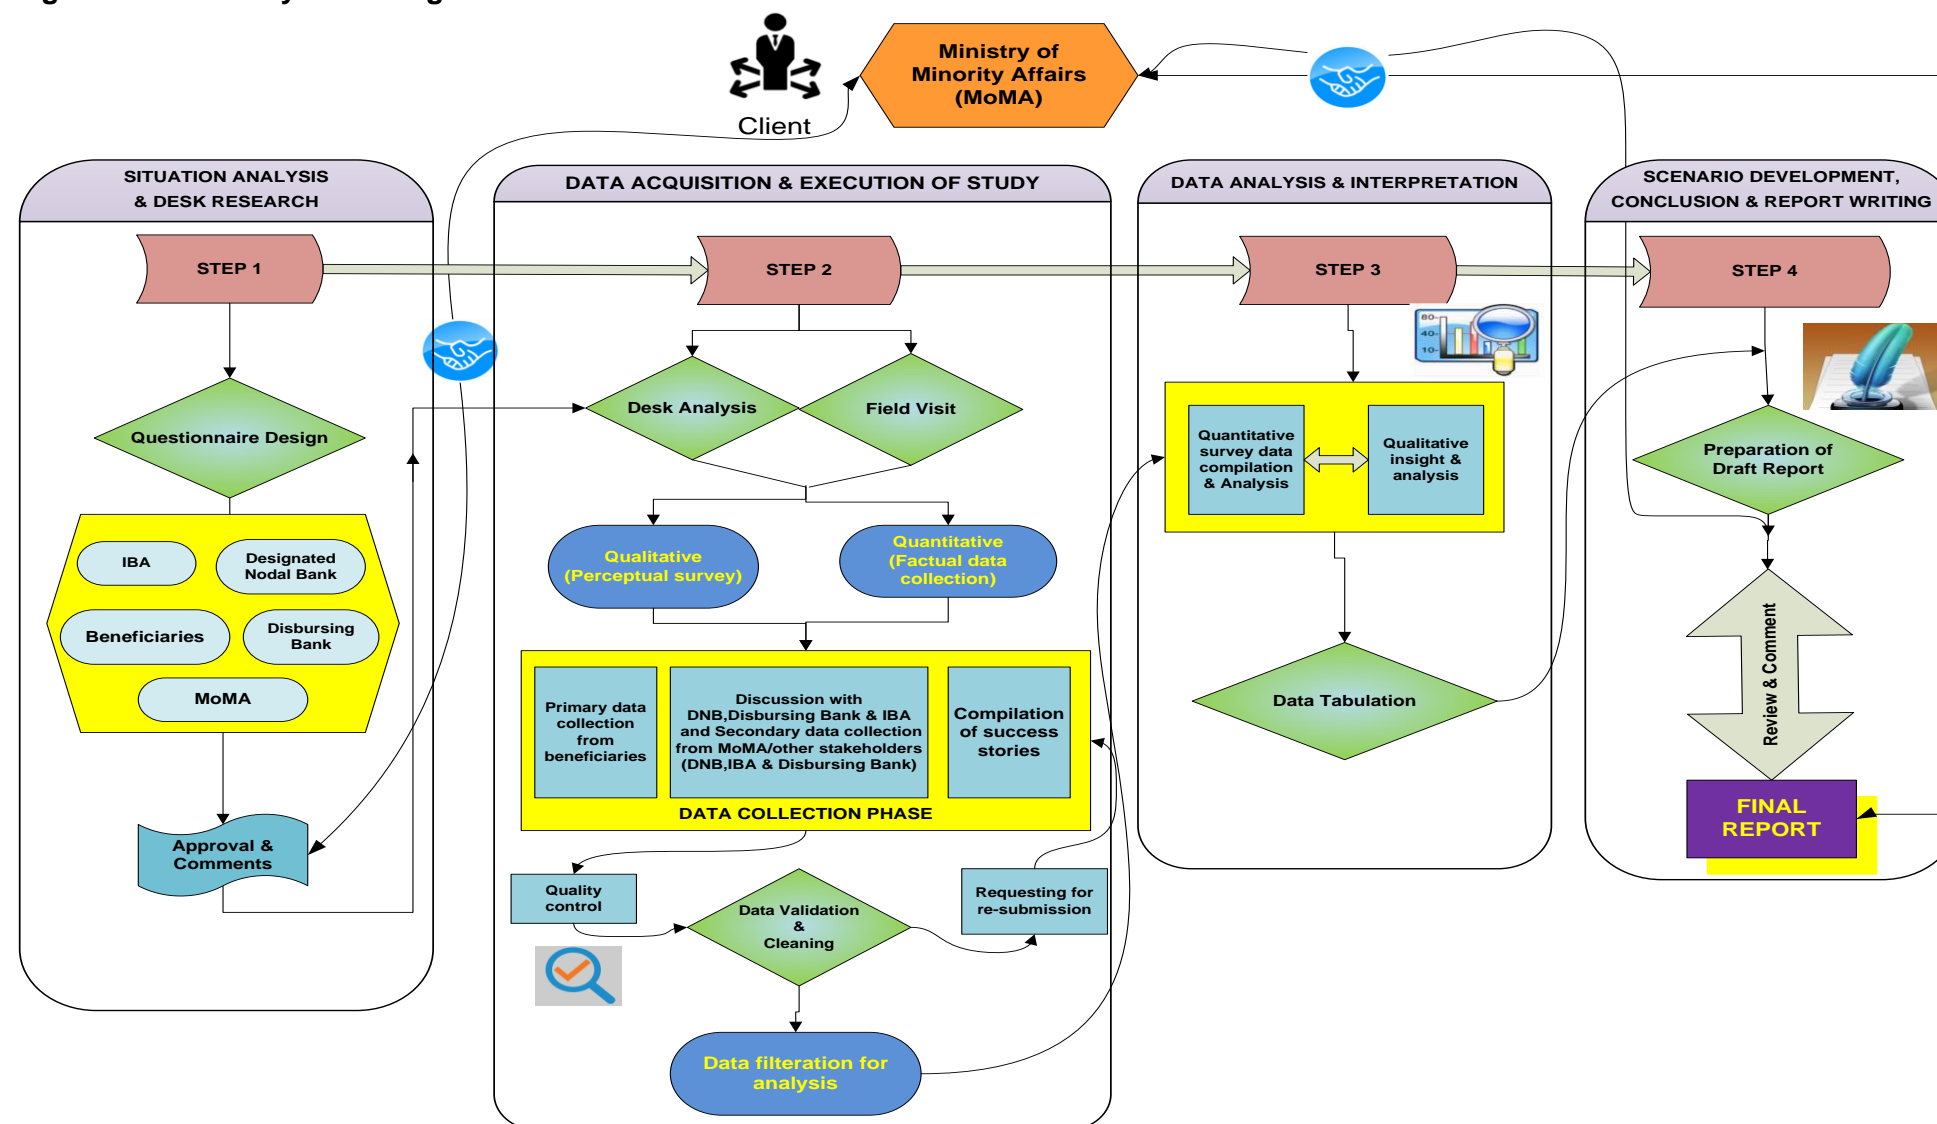 Client
Ministry of
Minority Affairs
(MoMA)
SITUATION ANALYSIS
& DESK RESEARCH
STEP 1
Questionnaire Design
IBA
Designated
Nodal Bank
Beneficiaries
Disbursing
Bank
MoMA
Approval &
Comments
DATA ACQUISITION & EXECUTION OF STUDY
STEP 2
Desk Analysis
Field Visit
Qualitative
(Perceptual survey)
Quantitative
(Factual data
collection)
Primary data
collection
from
beneficiaries
Discussion with
DNB,Disbursing Bank & IBA
and Secondary data collection
from MoMA/other stakeholders
(DNB,IBA & Disbursing Bank)
Compilation
of success
stories
DATA COLLECTION PHASE
Quality
control
Data Validation
&
Cleaning
Requesting for
re-submission
Data filteration for
analysis
DATA ANALYSIS & INTERPRETATION
STEP 3
80-
40-
10-
Quantitative
survey data
compilation
& Analysis
Qualitative
insight &
analysis
Data Tabulation
SCENARIO DEVELOPMENT,
CONCLUSION & REPORT WRITING
STEP 4
Preparation of
Draft Report
Review & Comment
FINAL
REPORT